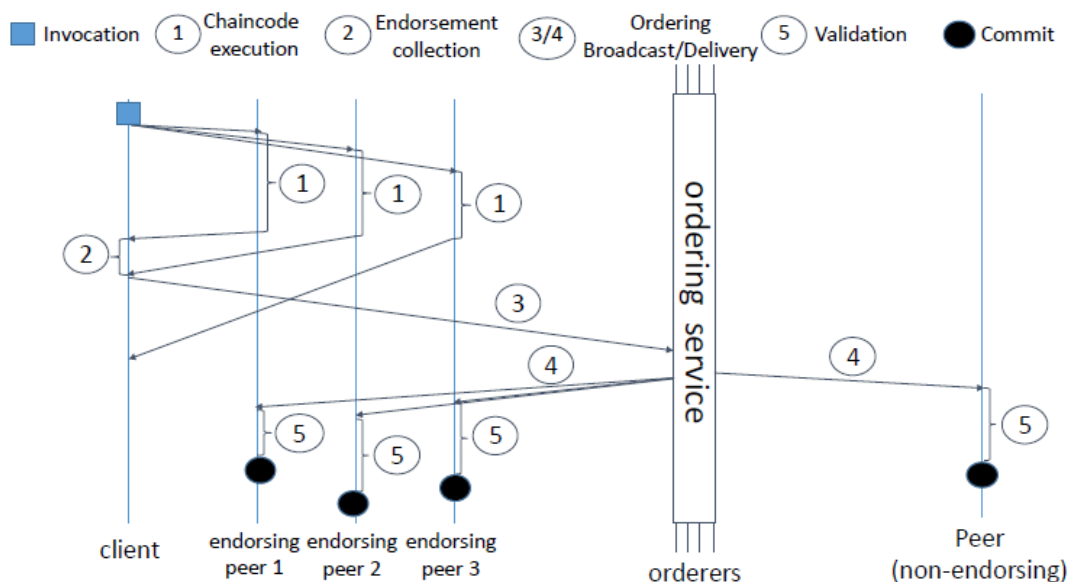 Invocation
1
Chaincode
execution
2
Endorsement
collection
3/4
Ordering
Broadcast/Delivery
5
Validation
Commit
1
1
1
2
3
4
4
5
5
5
5
ordering service
client
endorsing
peer 1
endorsing
peer 2
endorsing
peer 3
orderers
Peer
(non-endorsing)